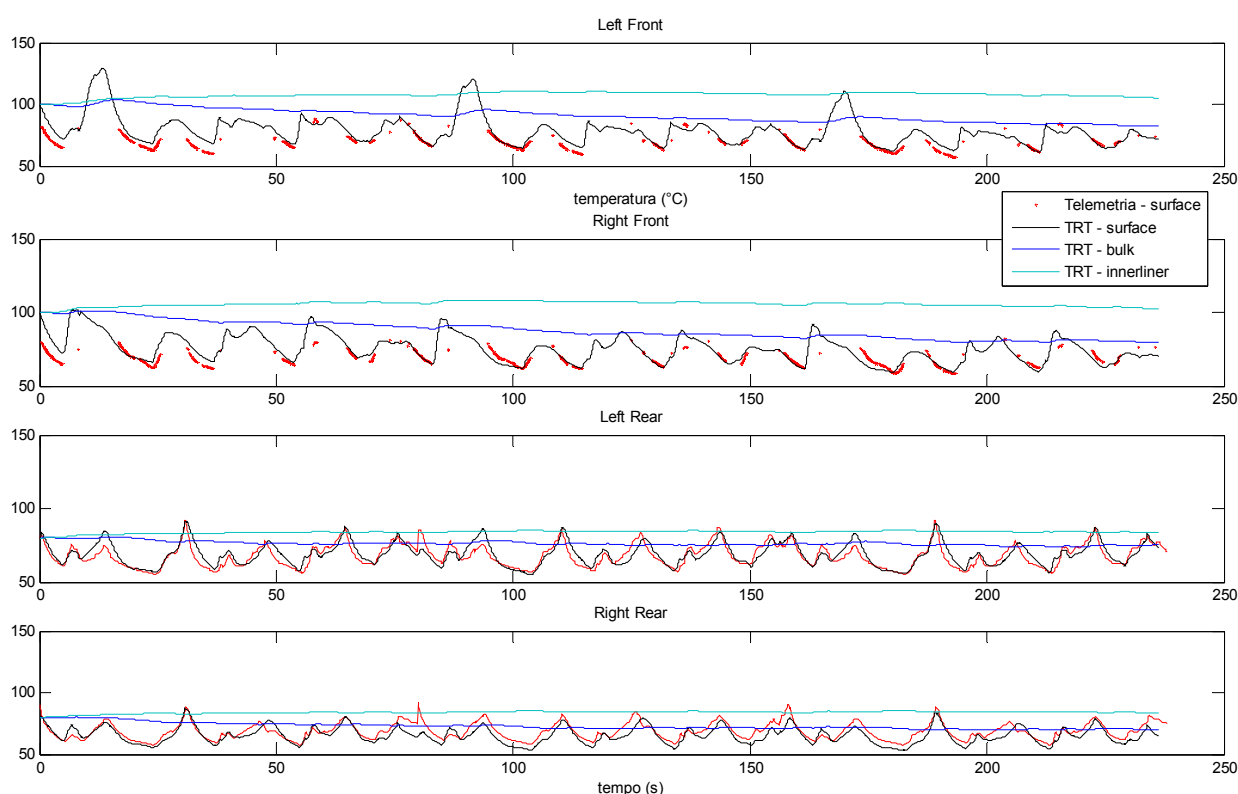 Left Front
150
100
50
0 50 100 150 200 250
temperatura (°C)
Right Front
Telemetria - surface
TRT - surface
TRT - bulk
TRT - innerliner
150
100
50
0 50 100 150 200 250
Left Rear
150
100
50
0 50 100 150 200 250
Right Rear
150
100
50
0 50 100 150 200 250
tempo (s)